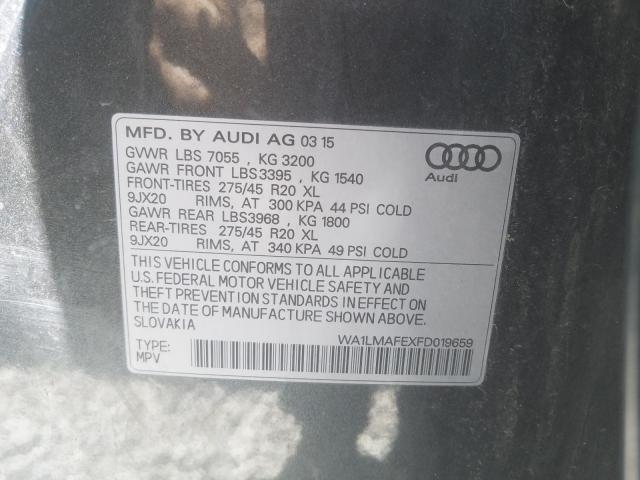 MFD. BY AUDI AG 03 15
GVWR LBS 7055 , KG 3200
GAWR FRONT LBS3395 , KG 1540
FRONT-TIRES 275/45 R20 XL
9JX20 RIMS, AT 300 KPA 44 PSI COLD
GAWR REAR LBS3968 , KG 1800
REAR-TIRES 275/45 R20 XL
9JX20 RIMS, AT 340 KPA 49 PSI COLD
Audi
THIS VEHICLE CONFORMS TO ALL APPLICABLE
U.S. FEDERAL MOTOR VEHICLE SAFETY AND
THEFT PREVENTION STANDARDS IN EFFECT ON
THE DATE OF MANUFACTURE SHOWN ABOVE.
SLOVAKIA
WA1LMAFEXFD019659
TYPE:
MPV